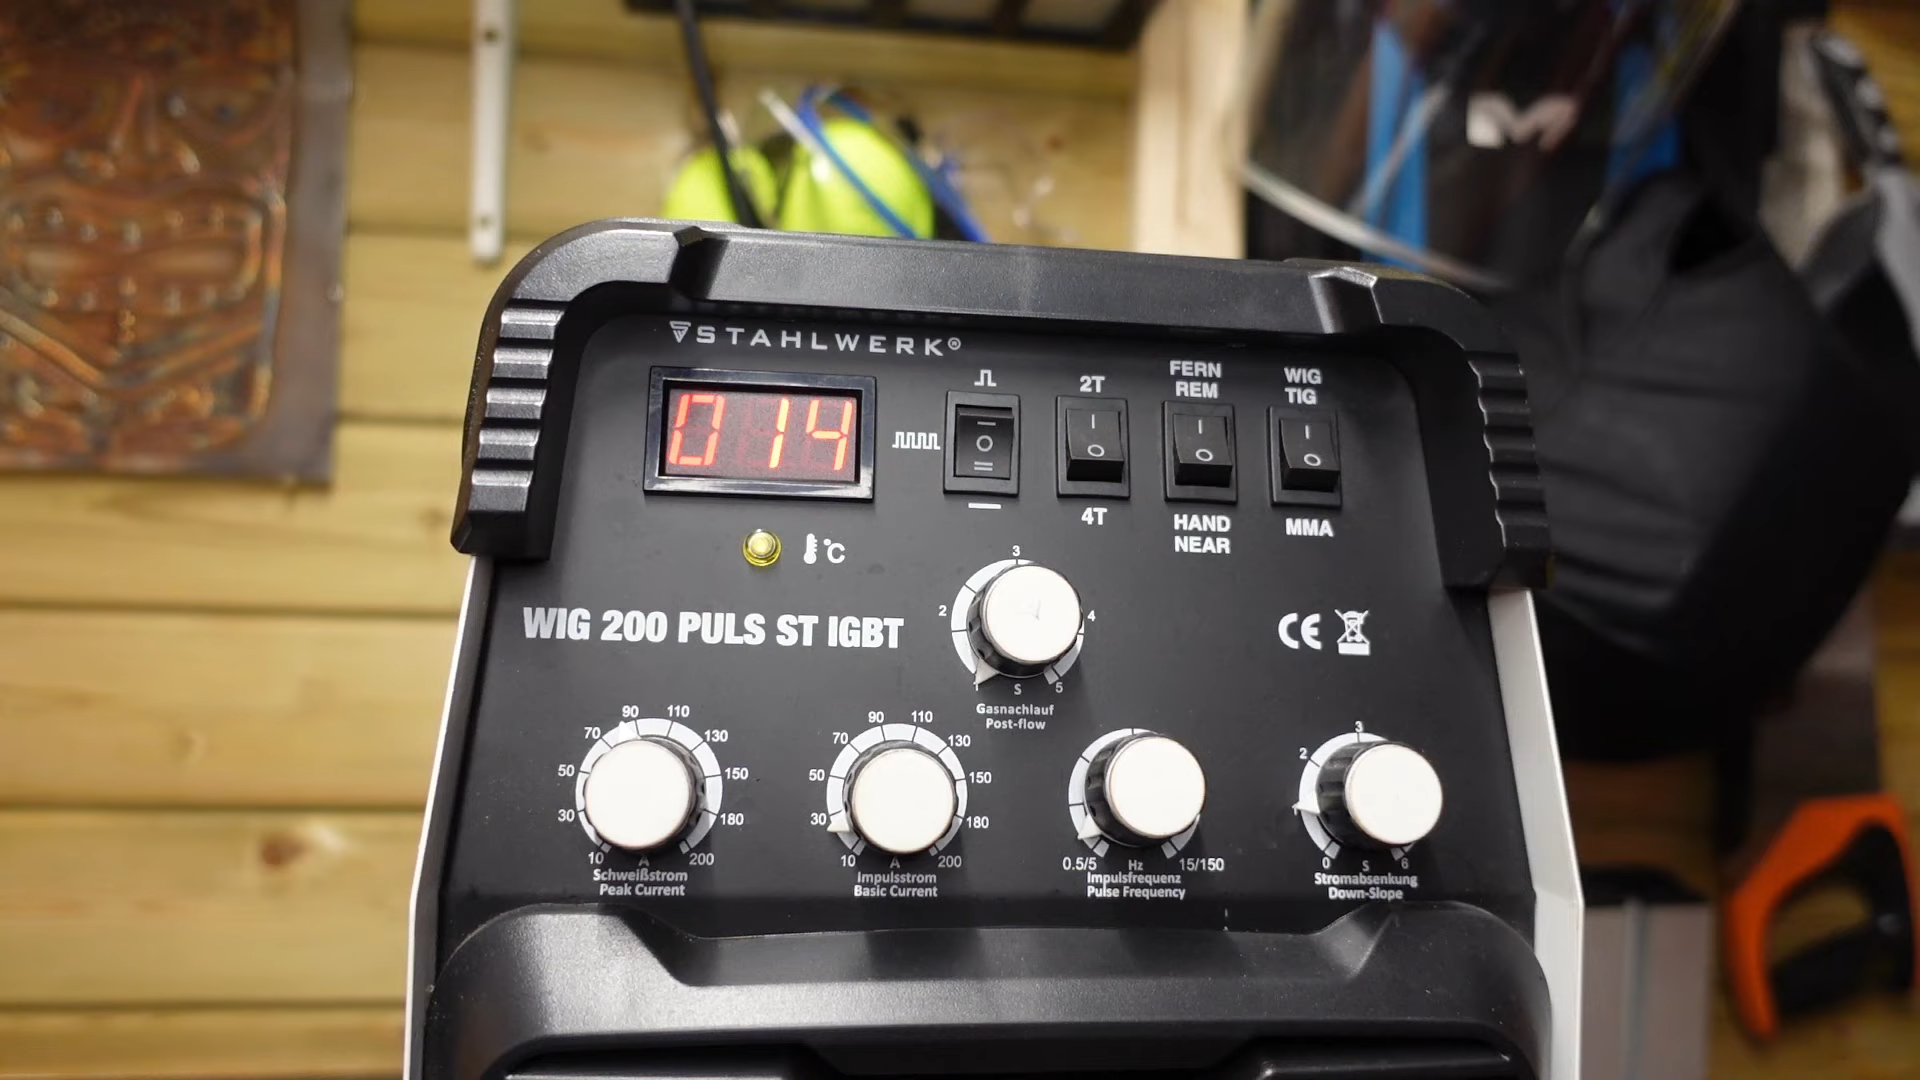 STAHLWERK®
014
2T
FERN
REM
WIG
TIG
4T
HAND
NEAR
MMA
°C
WIG 200 PULS ST IGBT
CE
1 2 3 4 5
S
Gasnachlauf
Post-flow
10 30 50 70 90 110 130 150 180 200
A
Schweißstrom
Peak Current
10 30 50 70 90 110 130 150 180 200
A
Impulsstrom
Basic Current
0.5/5 Hz 15/150
Impulsfrequenz
Pulse Frequency
2 3
0 S 6
Stromabsenkung
Down-Slope